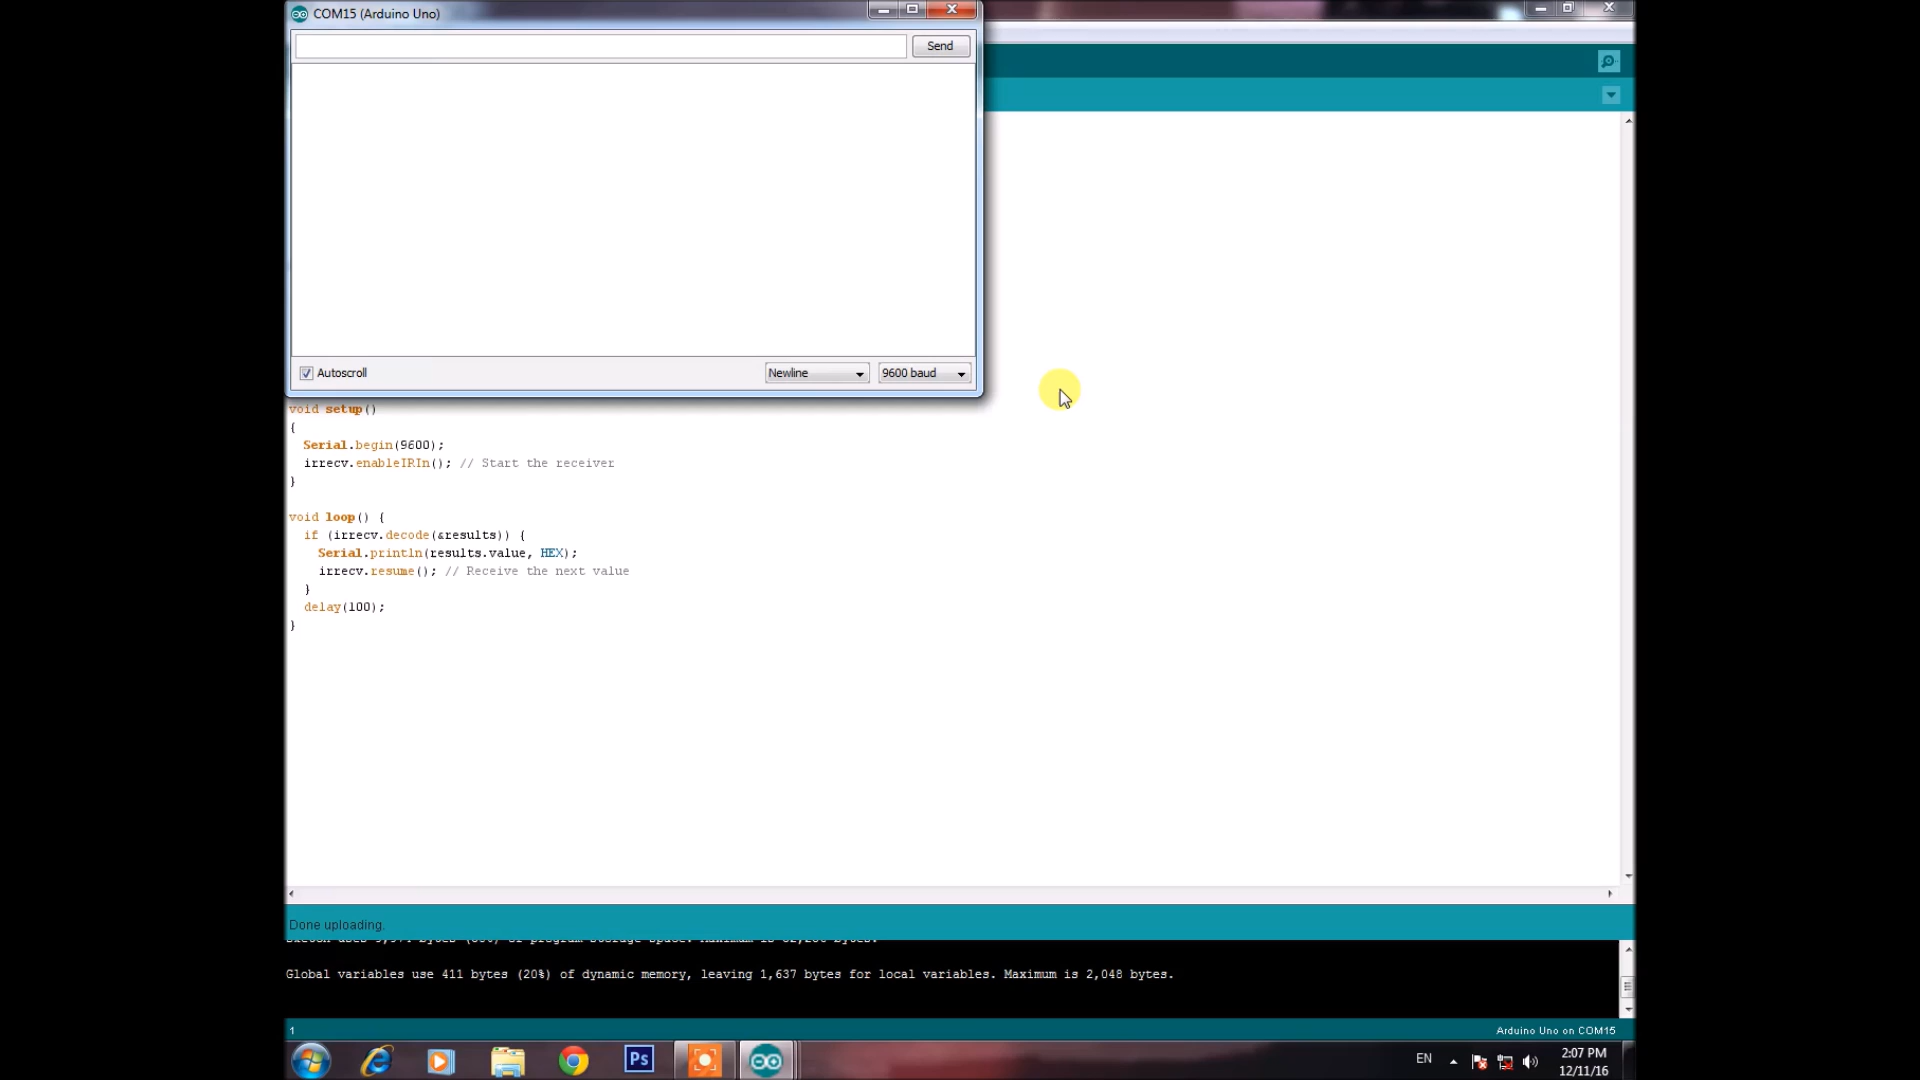 COM15 (Arduino Uno)
Send
Autoscroll
Newline
9600 baud
void setup()
{
Serial.begin(9600);
irrecv.enableIRIn(); // Start the receiver
}
void loop() {
if (irrecv.decode(&results)) {
Serial.println(results.value, HEX);
irrecv.resume(); // Receive the next value
}
delay(100);
}
Done uploading.
Global variables use 411 bytes (20%) of dynamic memory, leaving 1,637 bytes for local variables. Maximum is 2,048 bytes.
1
Arduino Uno on COM15
Ps
EN
2:07 PM
12/11/16